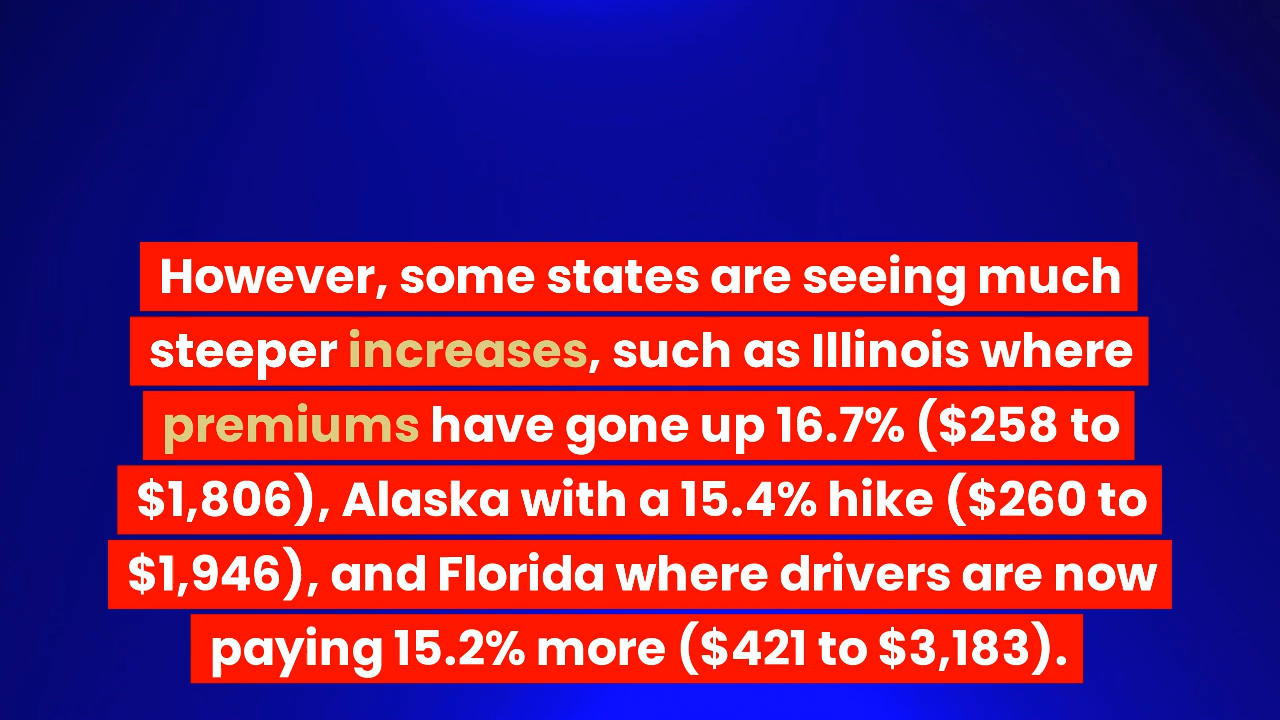 However, some states are seeing much
steeper increases, such as Illinois where
premiums have gone up 16.7% ($258 to
$1,806), Alaska with a 15.4% hike ($260 to
$1,946), and Florida where drivers are now
paying 15.2% more ($421 to $3,183).